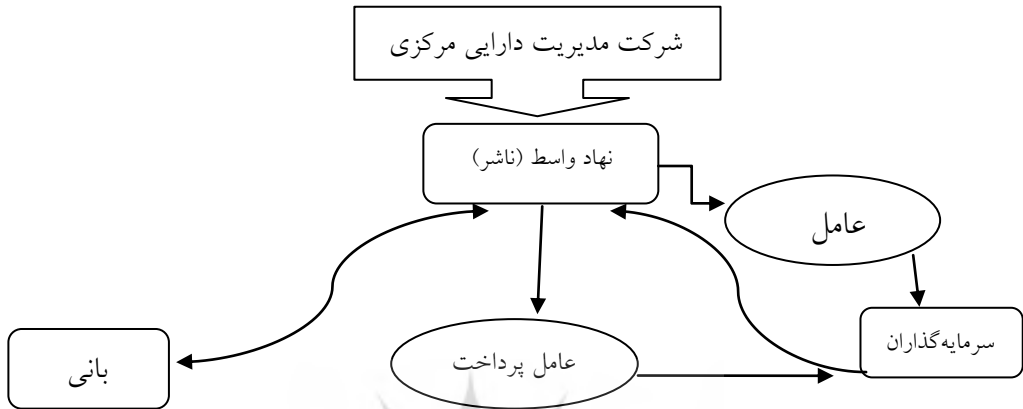 شرکت مدیریت دارایی مرکزی
نهاد واسط (ناشر)
عامل
سرمایه‌گذاران
عامل پرداخت
بانی